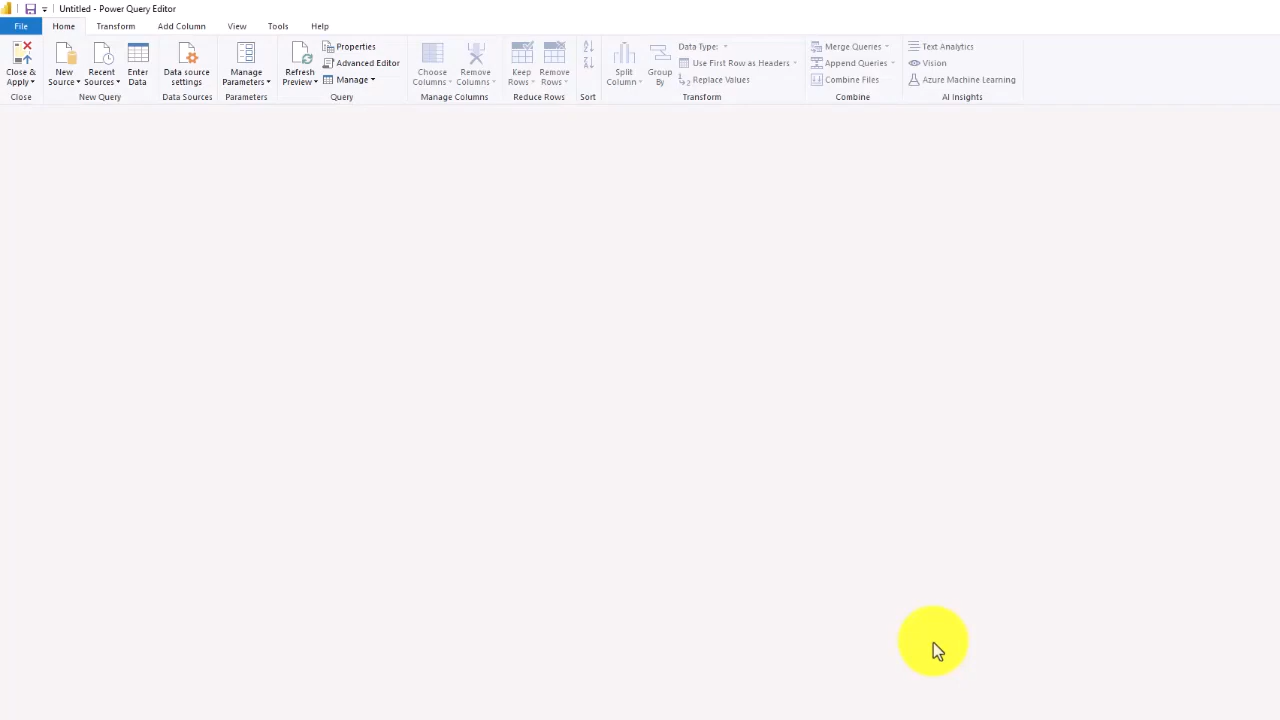 Untitled - Power Query Editor
File Home Transform Add Column View Tools Help
Close & Apply
Close
New Source
Recent Sources
Enter Data
New Query
Data source settings
Data Sources
Manage Parameters
Parameters
Refresh Preview
Properties
Advanced Editor
Manage
Query
Choose Columns
Remove Columns
Manage Columns
Keep Rows
Remove Rows
Reduce Rows
Sort
Split Column
Group By
Data Type:
Use First Row as Headers
Replace Values
Transform
Merge Queries
Append Queries
Combine Files
Combine
Text Analytics
Vision
Azure Machine Learning
AI Insights